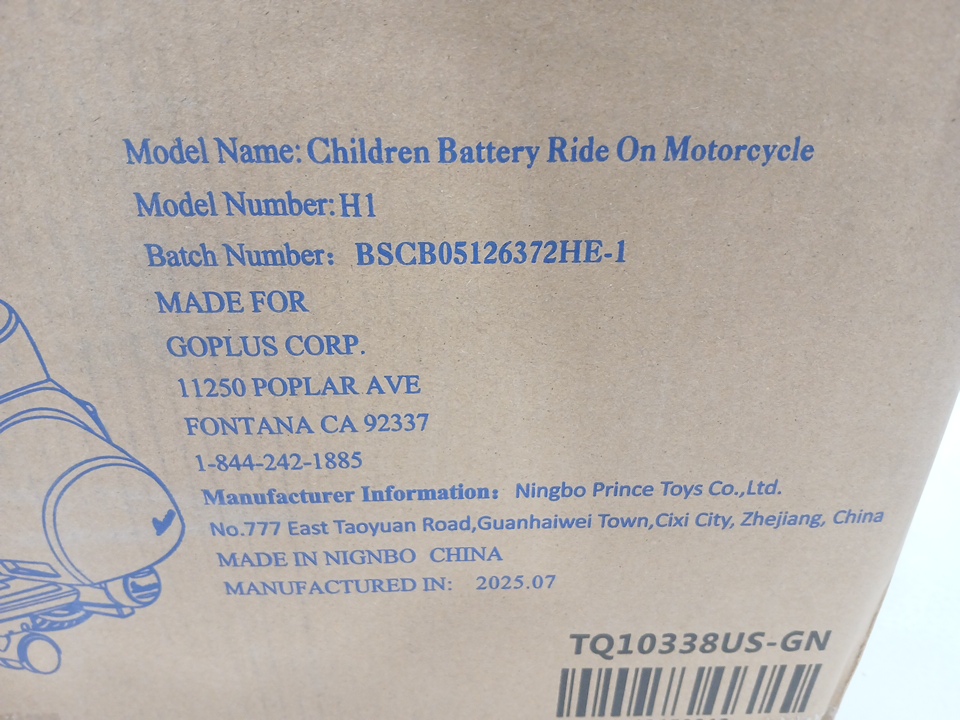 Model Name: Children Battery Ride On Motorcycle
Model Number: H1
Batch Number: BSCB05126372HE-1
MADE FOR
GOPLUS CORP.
11250 POPLAR AVE
FONTANA CA 92337
1-844-242-1885
Manufacturer Information: Ningbo Prince Toys Co.,Ltd.
No.777 East Taoyuan Road,Guanhaiwei Town,Cixi City, Zhejiang, China
MADE IN NIGNBO CHINA
MANUFACTURED IN: 2025.07
TQ10338US-GN